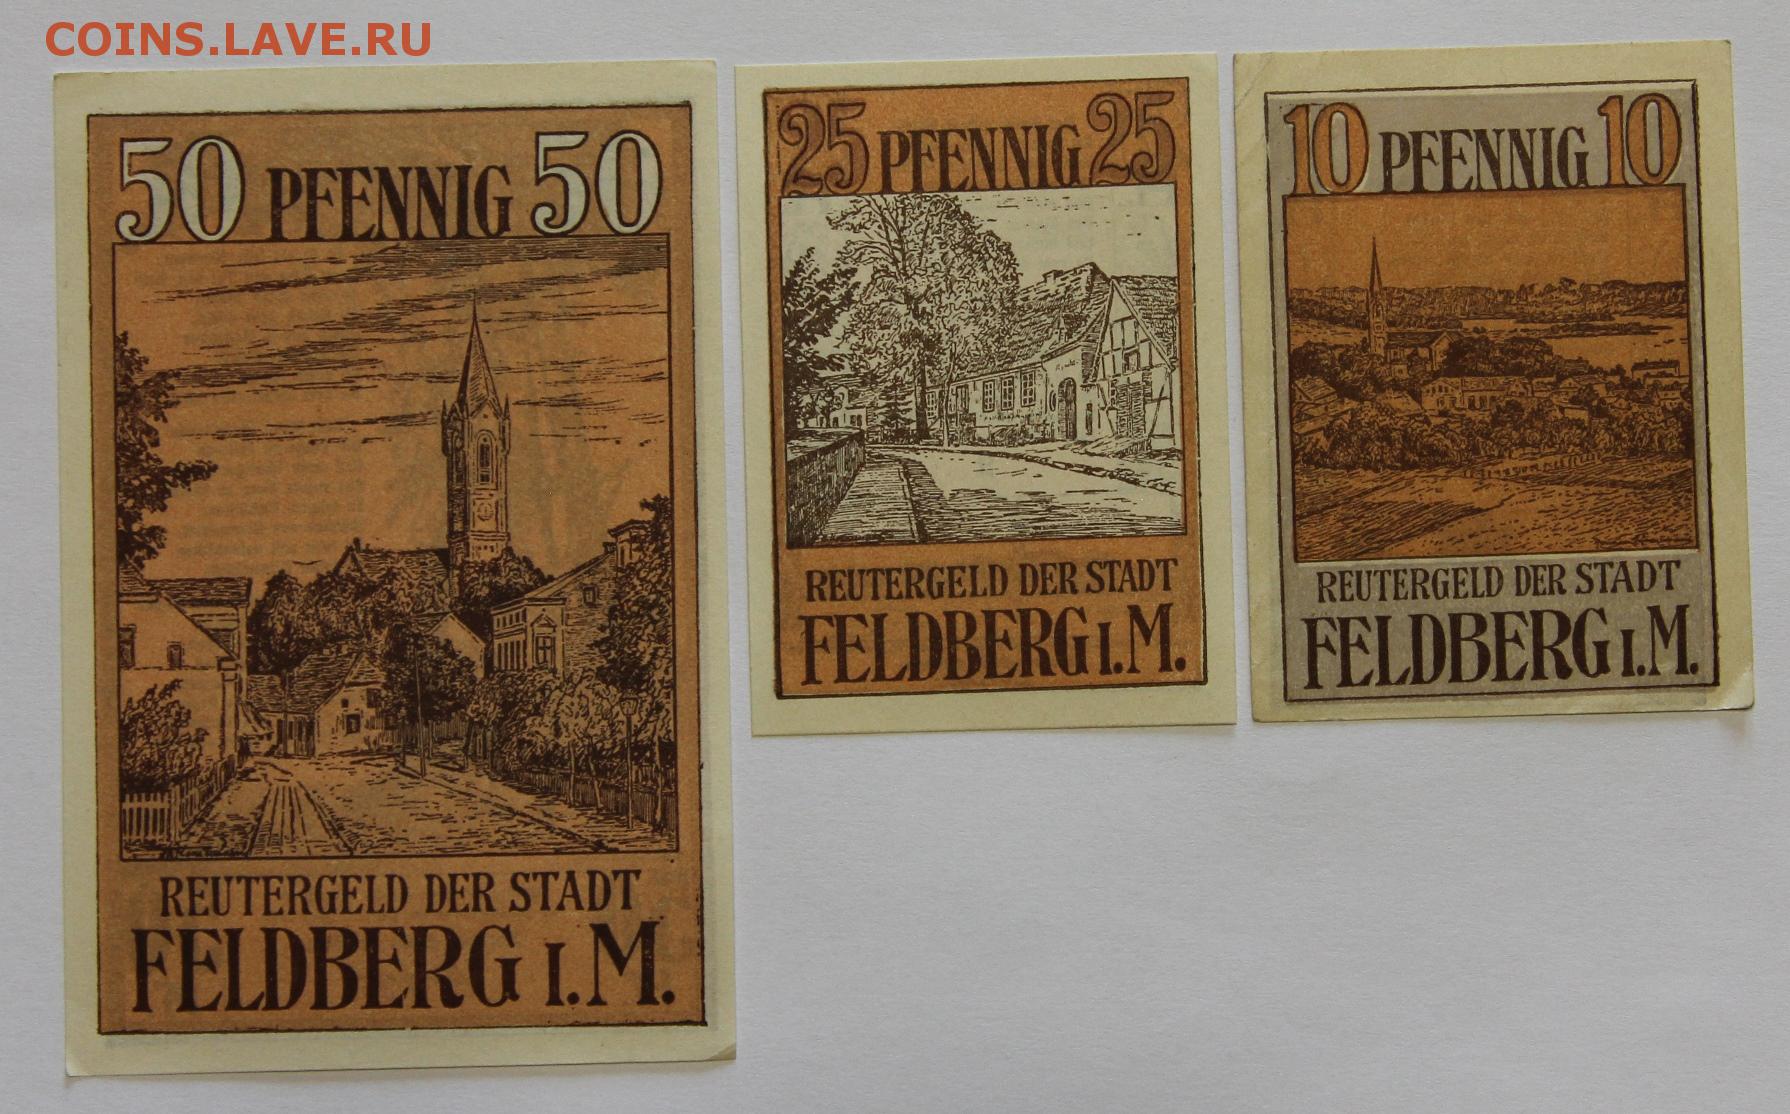 COINS.LAVE.RU
50 PFENNIG 50
REUTERGELD DER STADT
FELDBERG I.M.
25 PFENNIG 25
REUTERGELD DER STADT
FELDBERG I.M.
10 PFENNIG 10
REUTERGELD DER STADT
FELDBERG I.M.